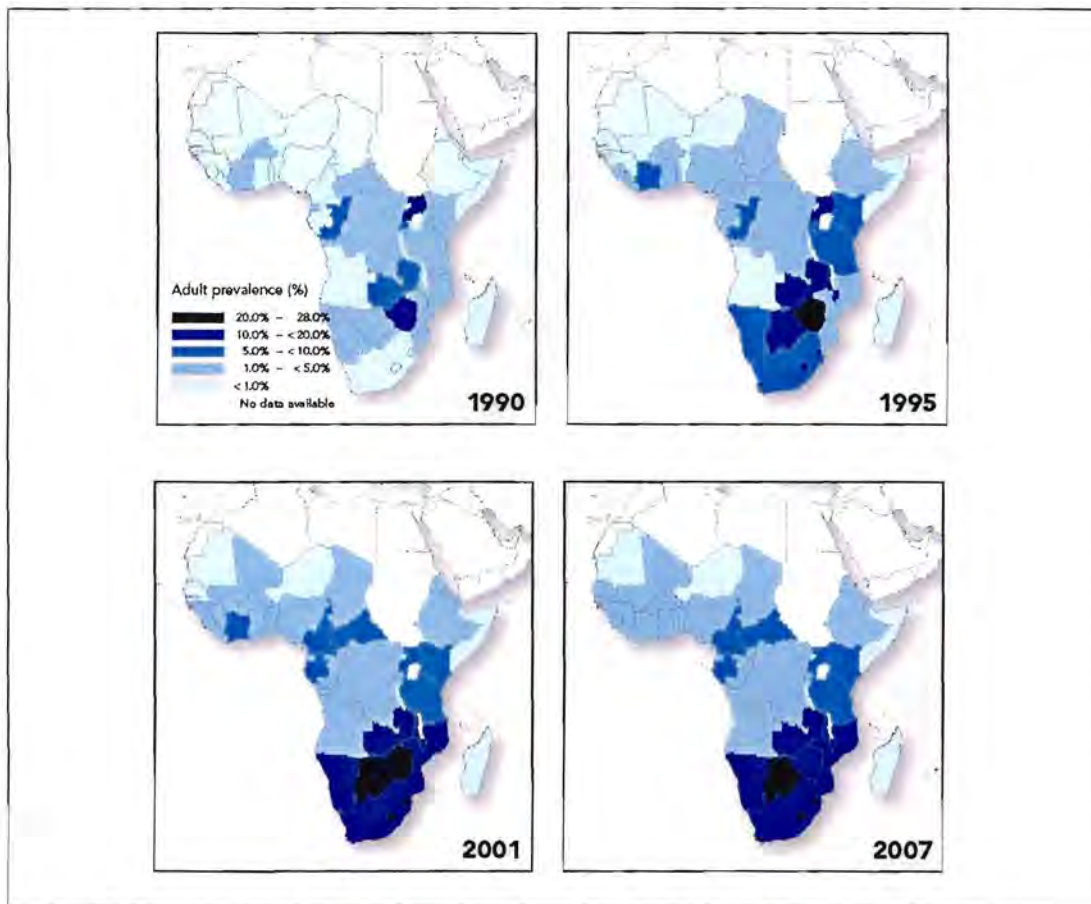 Adult prevalence (%)
20.0% – 28.0%
10.0% – <20.0%
5.0% – <10.0%
1.0% – <5.0%
<1.0%
No data available
1990
1995
2001
2007